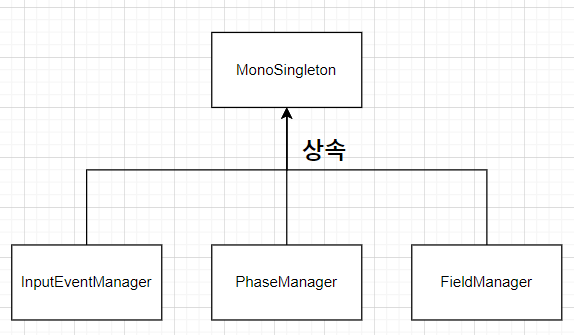 MonoSingleton
상속
InputEventManager
PhaseManager
FieldManager